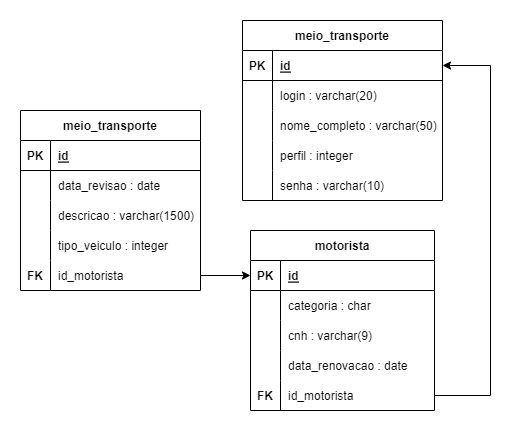 meio_transporte
PK id
login : varchar(20)
nome_completo : varchar(50)
perfil : integer
senha : varchar(10)
meio_transporte
PK id
data_revisao : date
descricao : varchar(1500)
tipo_veiculo : integer
FK id_motorista
motorista
PK id
categoria : char
cnh : varchar(9)
data_renovacao : date
FK id_motorista